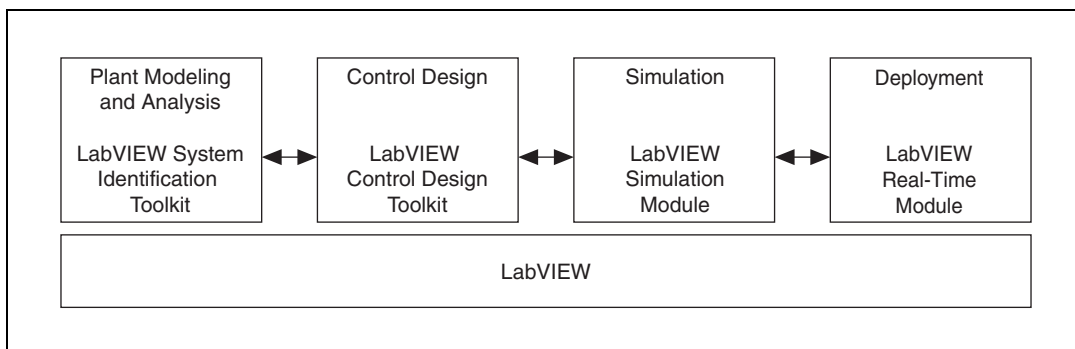 Plant Modeling
and Analysis
LabVIEW System
Identification
Toolkit
Control Design
LabVIEW
Control Design
Toolkit
Simulation
LabVIEW
Simulation
Module
Deployment
LabVIEW
Real-Time
Module
LabVIEW